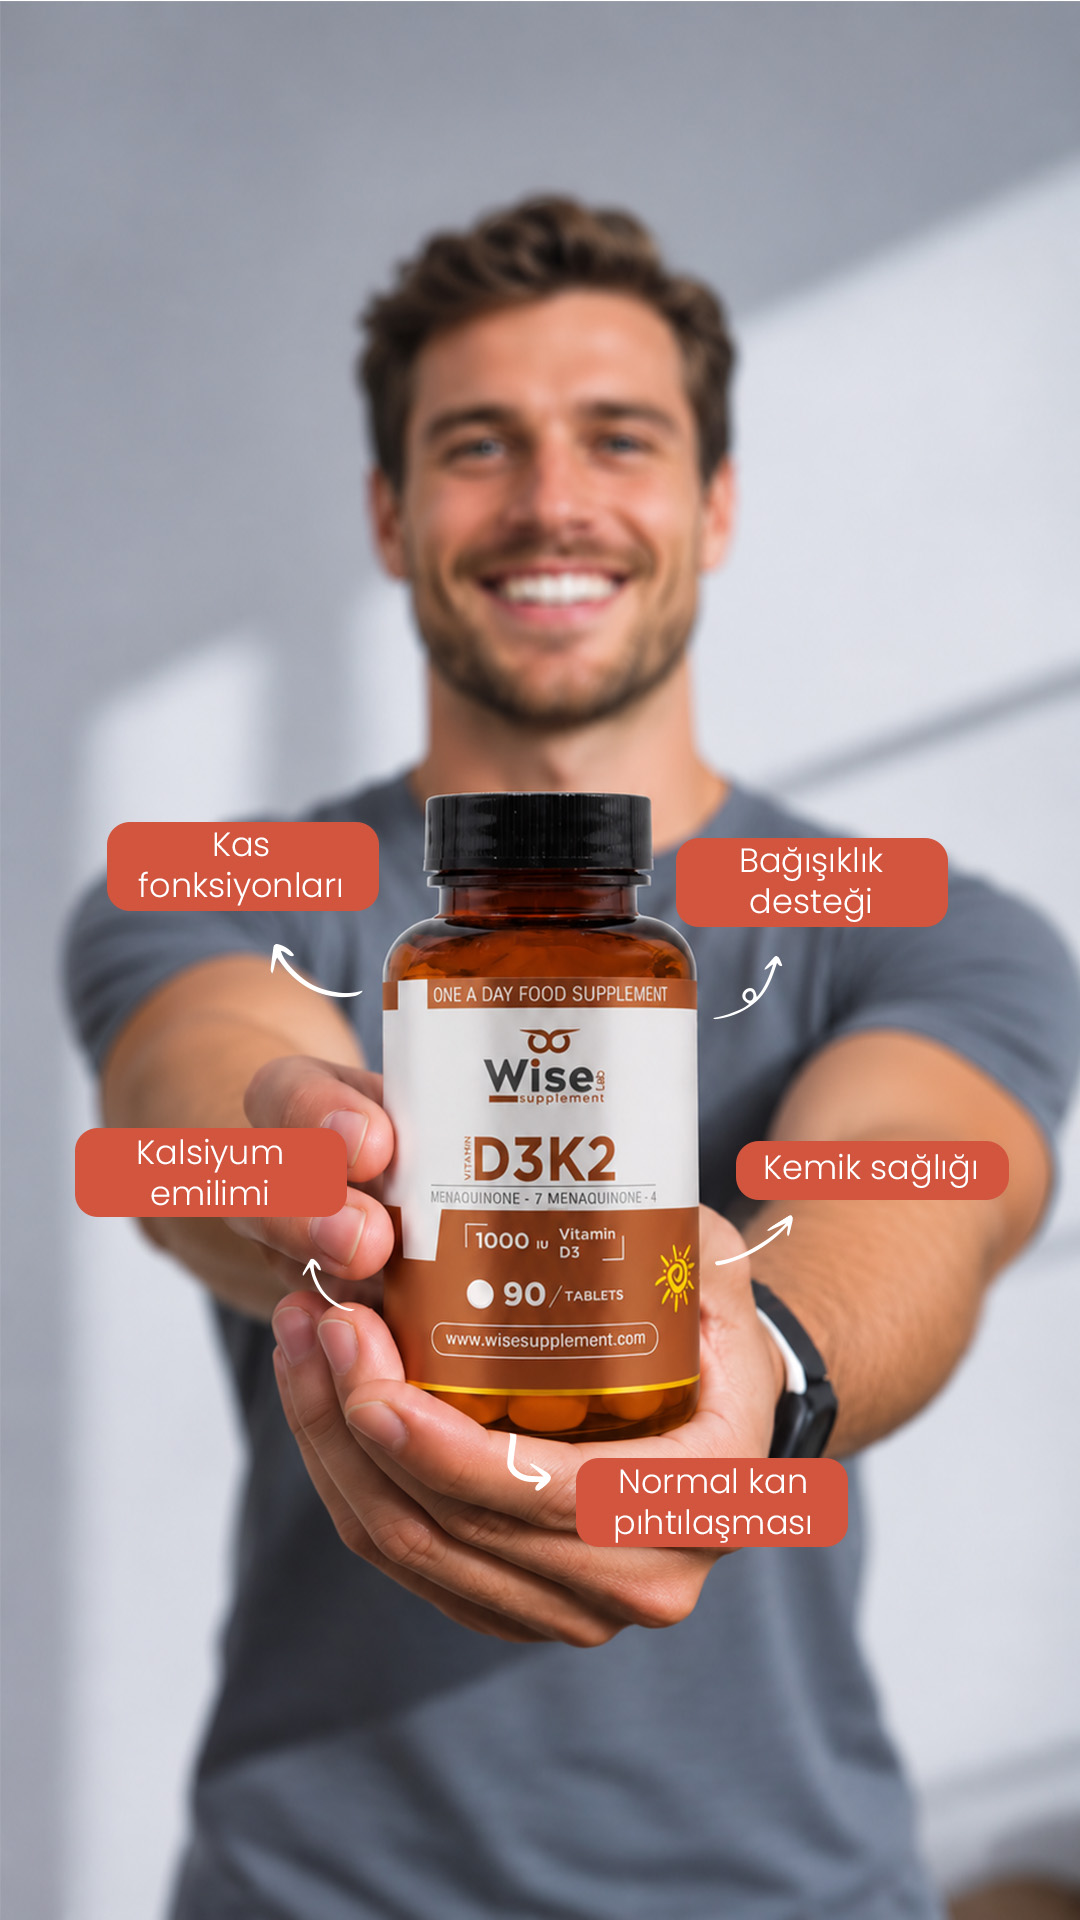 Kas
fonksiyonları
Bağışıklık
desteği
ONE A DAY FOOD SUPPLEMENT
Wise Lab
supplement
VITAMIN
D3K2
MENAQUINONE - 7 MENAQUINONE - 4
Kalsiyum
emilimi
Kemik sağlığı
1000 IU Vitamin
D3
90 / TABLETS
www.wisesupplement.com
Normal kan
pıhtılaşması